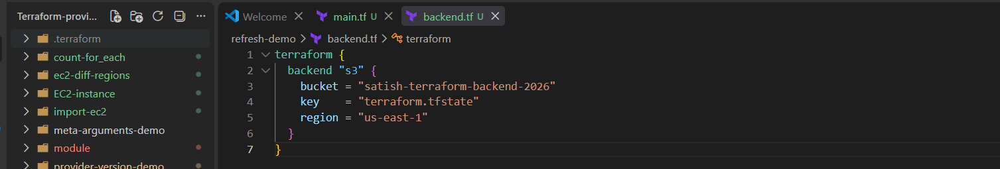 Terraform-provi...
.terraform
count-for_each
ec2-diff-regions
EC2-instance
import-ec2
meta-arguments-demo
module
provider-version-demo
Welcome
main.tf U
backend.tf U
refresh-demo > backend.tf > terraform
1 terraform {
2   backend "s3" {
3     bucket = "satish-terraform-backend-2026"
4     key    = "terraform.tfstate"
5     region = "us-east-1"
6   }
7 }